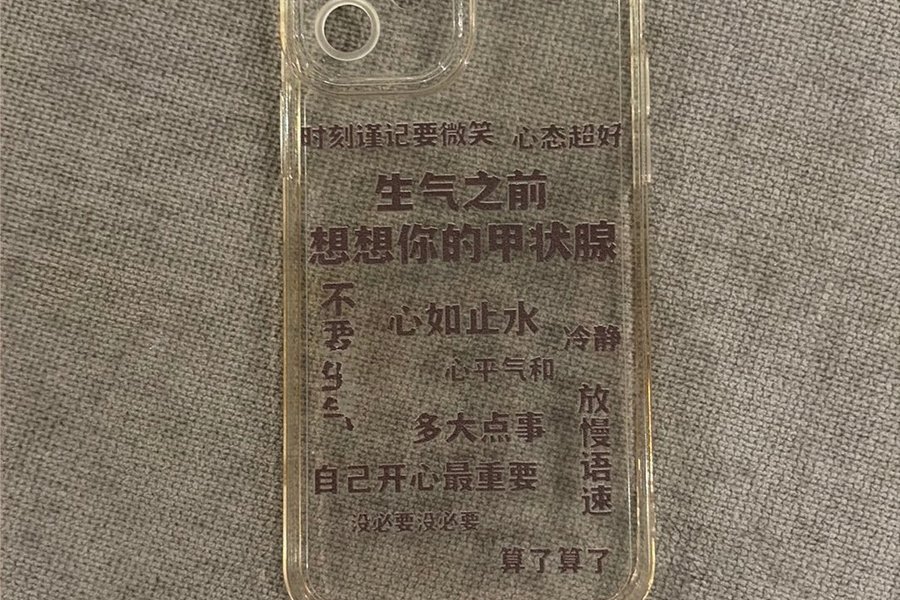 时刻谨记要微笑 心态超好
生气之前
想想你的甲状腺
不要生气
心如止水
冷静
心平气和
放慢语速
多大点事
自己开心最重要
没必要没必要
算了算了